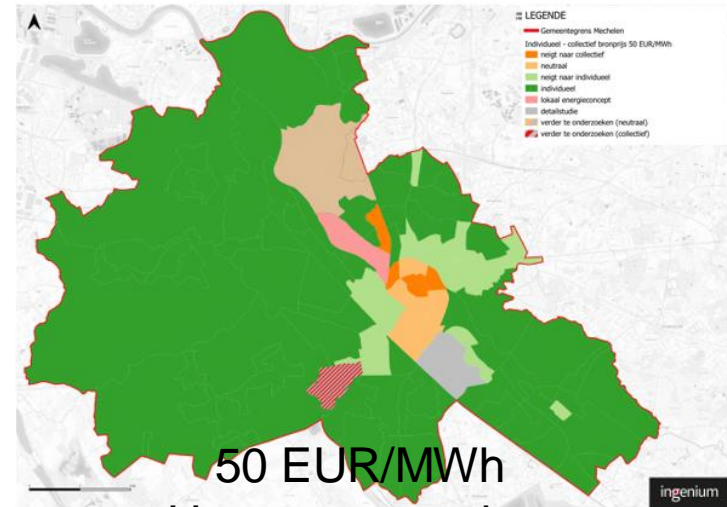 LEGENDE
Gemeentegrens Mechelen
Individueel - collectief bronprijs 50 EUR/MWh
neigt naar collectief
neutraal
neigt naar individueel
individueel
lokaal energieconcept
detailstudie
verder te onderzoeken (neutraal)
verder te onderzoeken (collectief)
50 EUR/MWh
ingenium